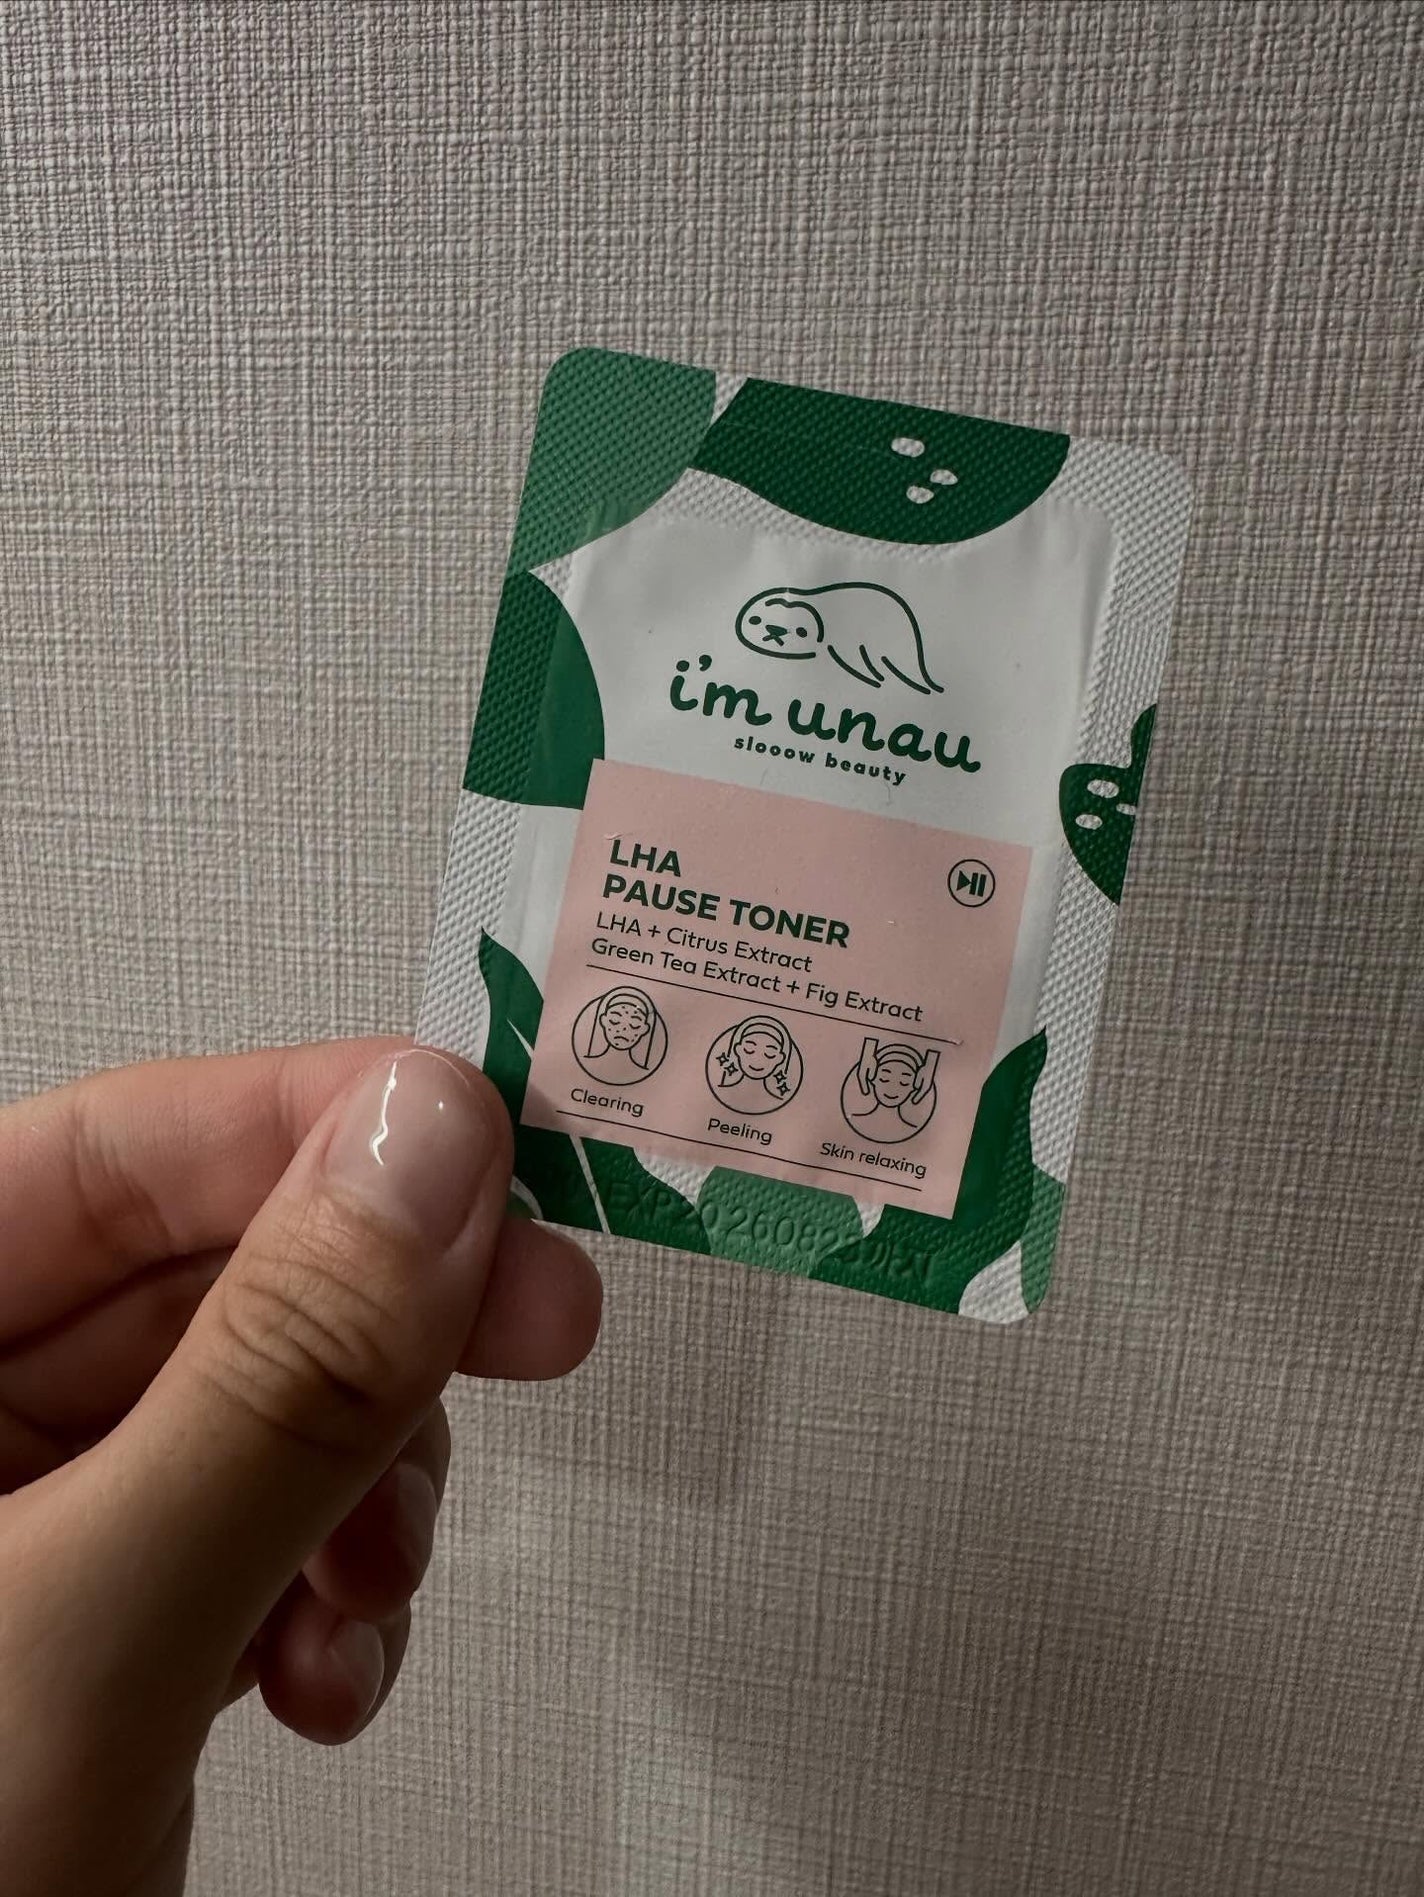 i'm unau
slooow beauty
LHA
PAUSE TONER
LHA + Citrus Extract
Green Tea Extract + Fig Extract
Clearing
Peeling
Skin relaxing